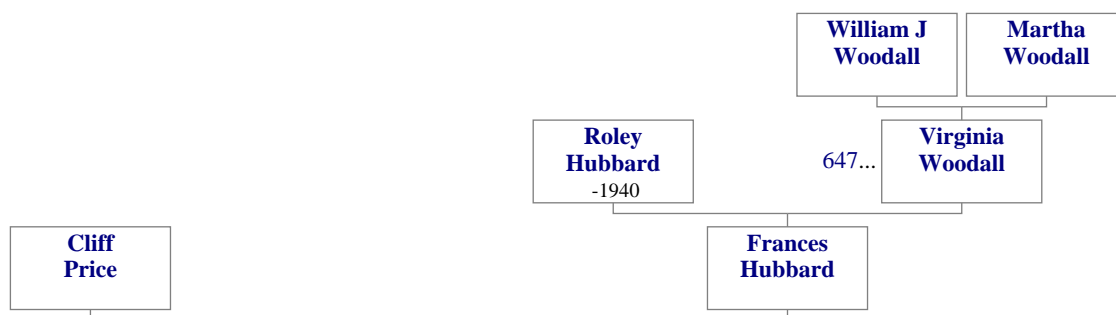 William J
Woodall
Martha
Woodall
Roley
Hubbard
-1940
647...
Virginia
Woodall
Cliff
Price
Frances
Hubbard